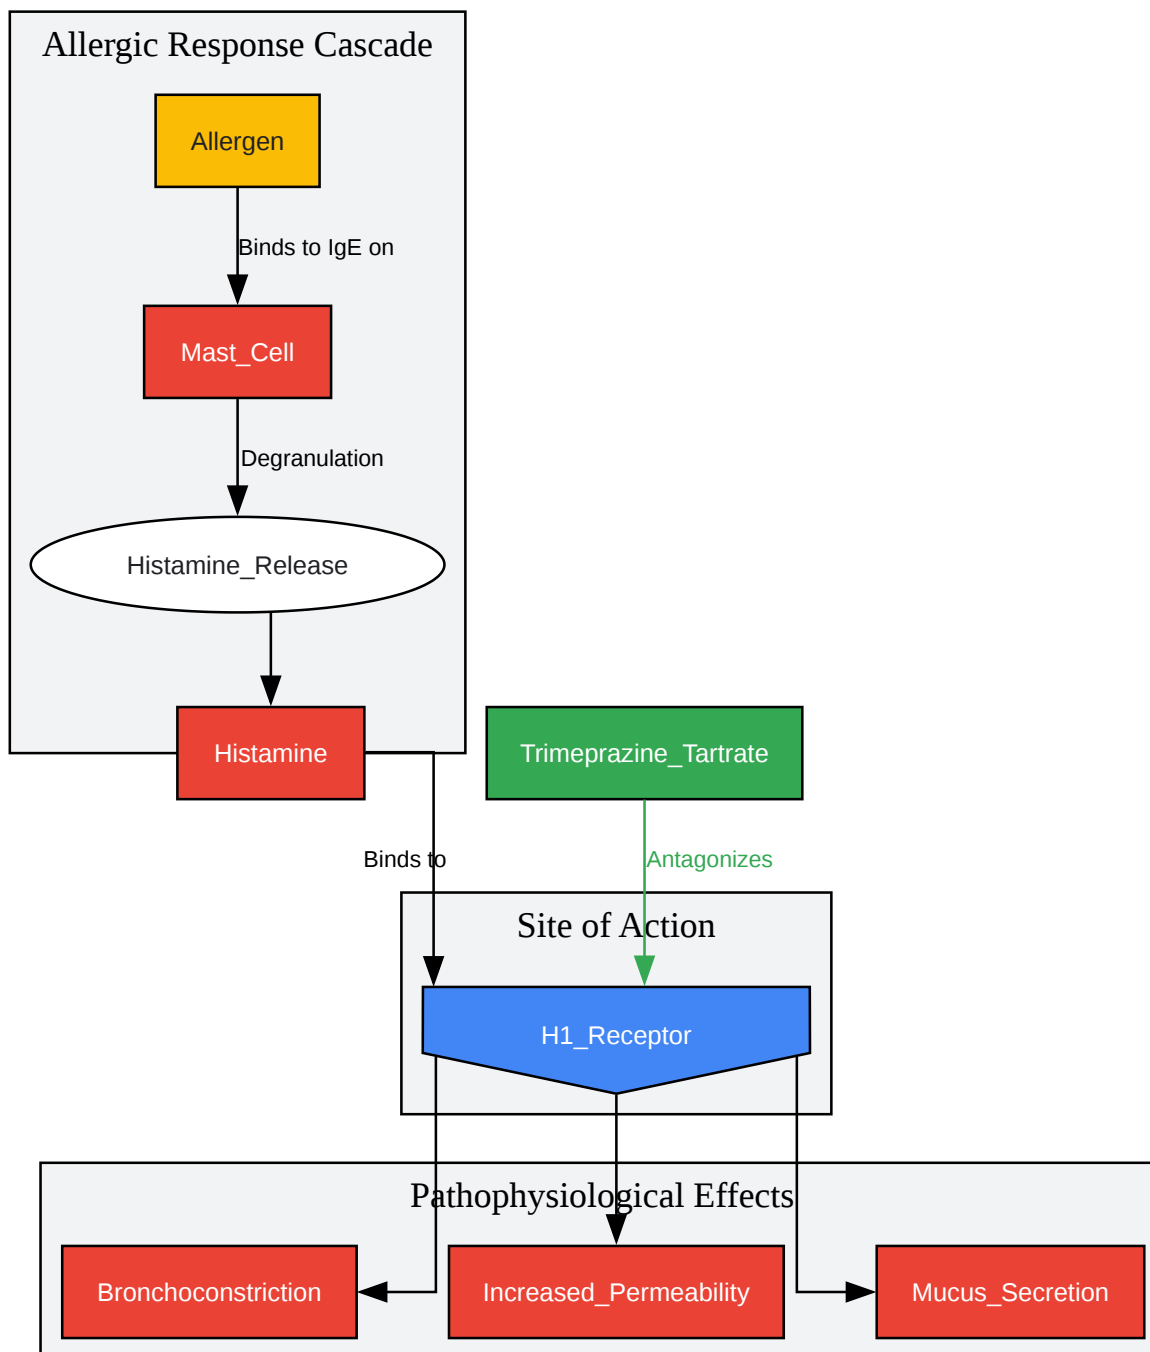 Allergic Response Cascade
Allergen
Binds to IgE on
Mast_Cell
Degranulation
Histamine_Release
Histamine
Trimeprazine_Tartrate
Binds to
Antagonizes
Site of Action
H1_Receptor
Pathophysiological Effects
Bronchoconstriction
Increased_Permeability
Mucus_Secretion